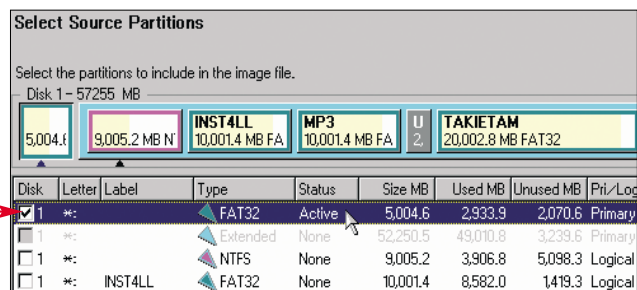 Select Source Partitions
Select the partitions to include in the image file.
Disk 1 - 57255 MB
INST4LL MP3 U TAKIETAM
5,004.6 9,005.2 MB N 10,001.4 MB FA 10,001.4 MB FA 2, 20,002.8 MB FAT32
Disk Letter Label Type Status Size MB Used MB Unused MB Pri/Log
1 *: FAT32 Active 5,004.6 2,933.9 2,070.6 Primary
1 *: Extended None 52,250.5 49,010.8 3,239.6 Primary
1 *: NTFS None 9,005.2 3,906.8 5,098.3 Logical
1 *: INST4LL FAT32 None 10,001.4 8,582.0 1,419.3 Logical